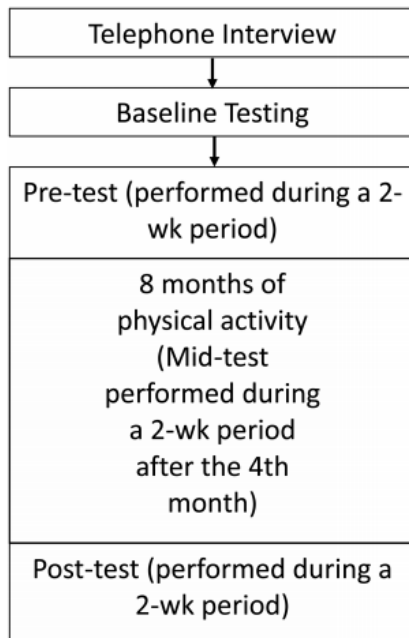 Telephone Interview
Baseline Testing
Pre-test (performed during a 2-
wk period)
8 months of
physical activity
(Mid-test
performed during
a 2-wk period
after the 4th
month)
Post-test (performed during a
2-wk period)